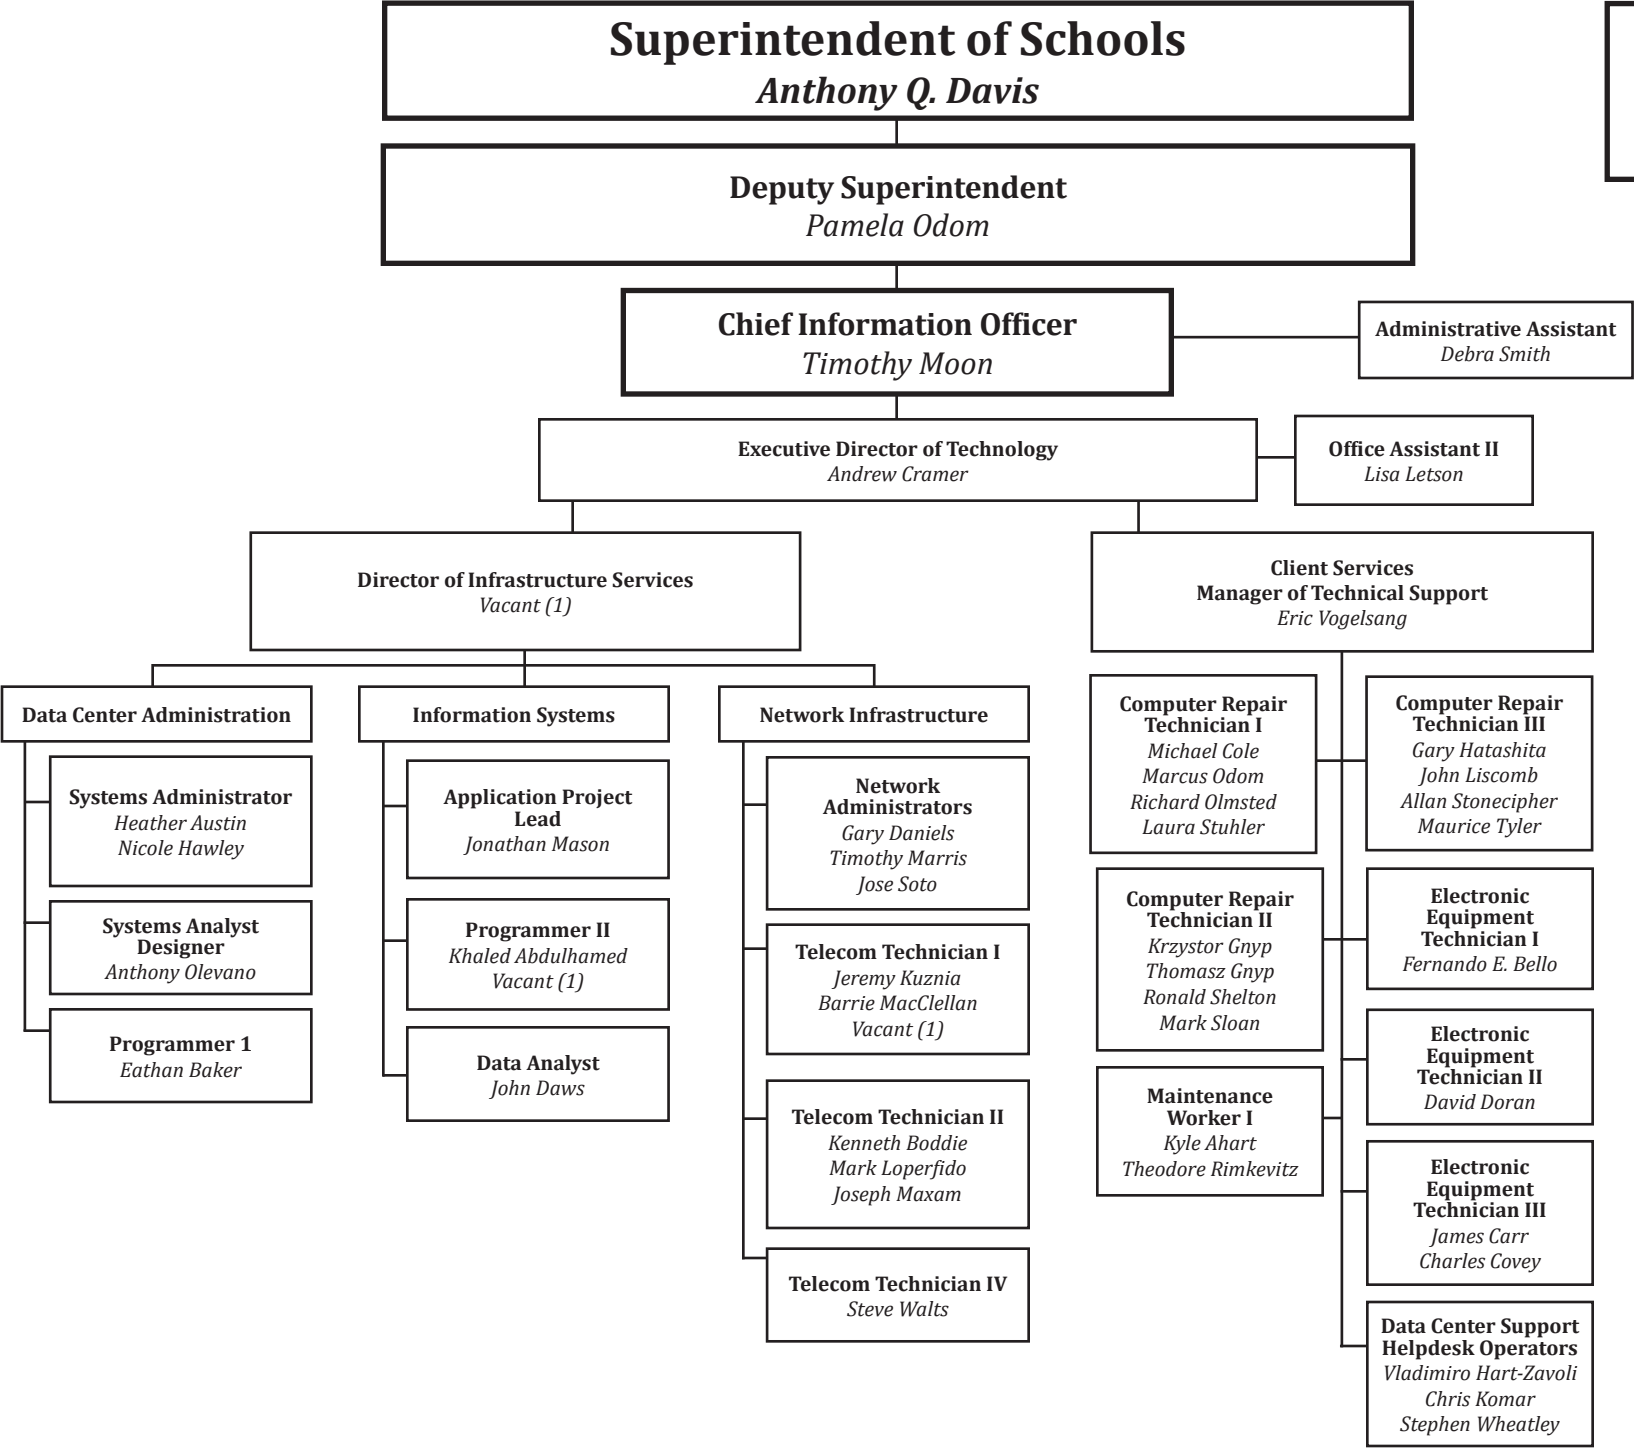 Superintendent of Schools
Anthony Q. Davis
Deputy Superintendent
Pamela Odom
Chief Information Officer
Timothy Moon
Administrative Assistant
Debra Smith
Executive Director of Technology
Andrew Cramer
Office Assistant II
Lisa Letson
Director of Infrastructure Services
Vacant (1)
Client Services
Manager of Technical Support
Eric Vogelsang
Data Center Administration
Systems Administrator
Heather Austin
Nicole Hawley
Systems Analyst
Designer
Anthony Olevano
Programmer 1
Eathan Baker
Information Systems
Application Project
Lead
Jonathan Mason
Programmer II
Khaled Abdulhamed
Vacant (1)
Data Analyst
John Daws
Network Infrastructure
Network
Administrators
Gary Daniels
Timothy Marris
Jose Soto
Telecom Technician I
Jeremy Kuznia
Barrie MacClellan
Vacant (1)
Telecom Technician II
Kenneth Boddie
Mark Loperfido
Joseph Maxam
Telecom Technician IV
Steve Walts
Computer Repair
Technician I
Michael Cole
Marcus Odom
Richard Olmsted
Laura Stuhler
Computer Repair
Technician II
Krzystor Gnyp
Thomasz Gnyp
Ronald Shelton
Mark Sloan
Maintenance
Worker I
Kyle Ahart
Theodore Rimkevitz
Computer Repair
Technician III
Gary Hatashita
John Liscomb
Allan Stonecipher
Maurice Tyler
Electronic
Equipment
Technician I
Fernando E. Bello
Electronic
Equipment
Technician II
David Doran
Electronic
Equipment
Technician III
James Carr
Charles Covey
Data Center Support
Helpdesk Operators
Vladimiro Hart-Zavoli
Chris Komar
Stephen Wheatley